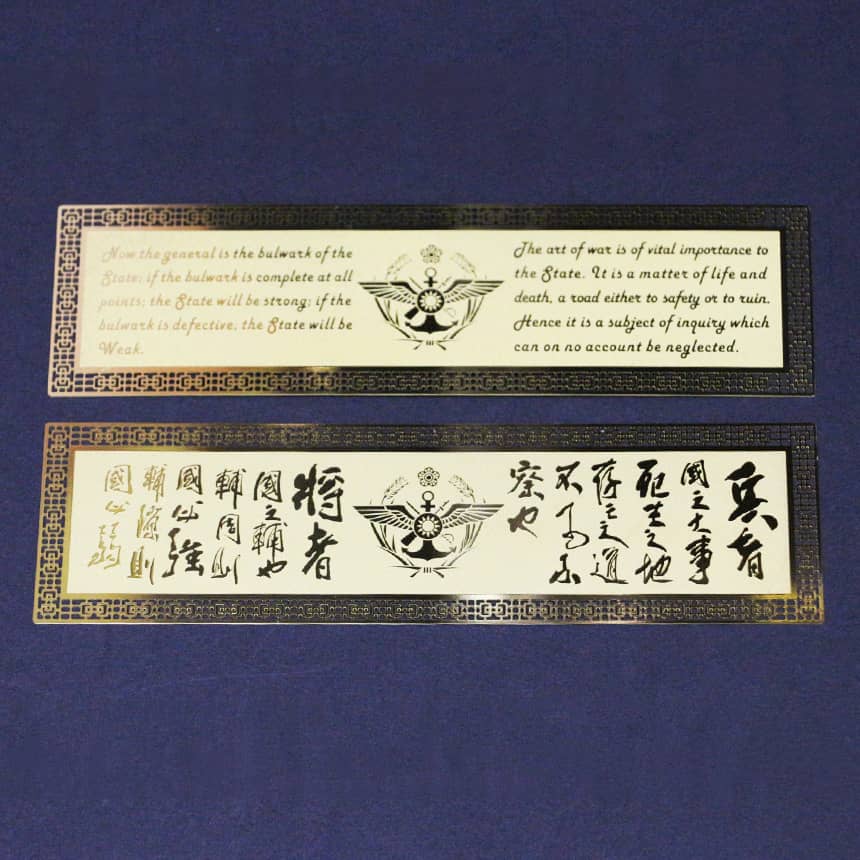 Now the general is the bulwark of the
State; if the bulwark is complete at all
points; the State will be strong; if the
bulwark is defective, the State will be
Weak.
The art of war is of vital importance to
the State. It is a matter of life and
death, a road either to safety or to ruin.
Hence it is a subject of inquiry which
can on no account be neglected.
兵者
國之大事
死生之地
存亡之道
不可不
察也
將者
國之輔也
輔周則
國必強
輔隙則
國必弱